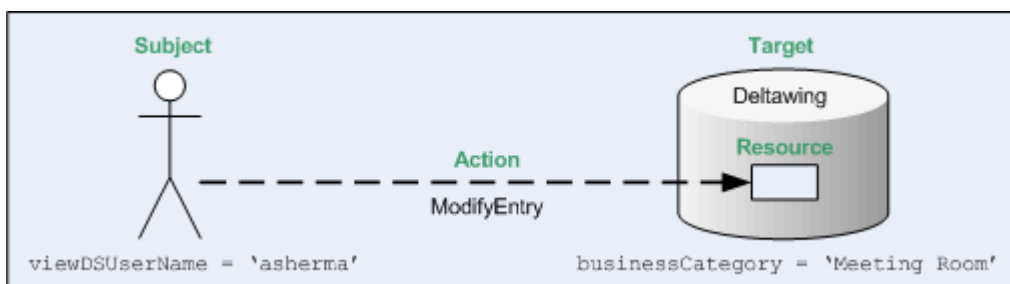 Subject
Target
Deltawing
Resource
Action
ModifyEntry
viewDSUserName = ‘asherma’
businessCategory = ‘Meeting Room’